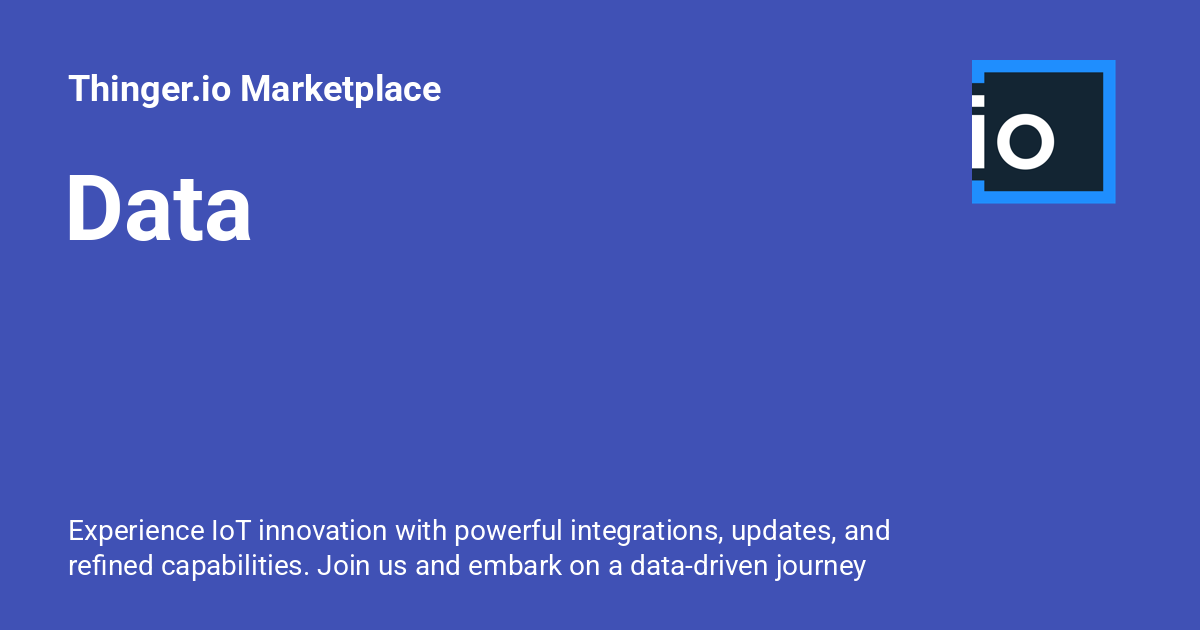 Thinger.io Marketplace
io
Data
Experience IoT innovation with powerful integrations, updates, and
refined capabilities. Join us and embark on a data-driven journey